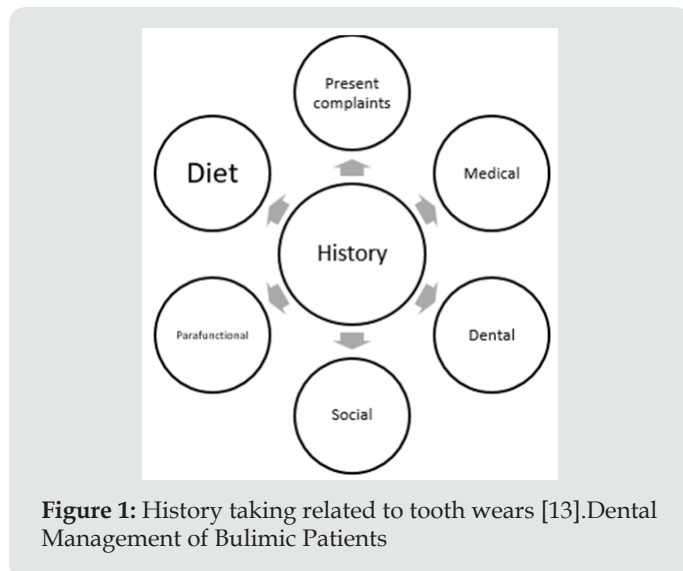 Present
complaints
Diet
Medical
History
Parafunctional
Dental
Social
Figure 1: History taking related to tooth wears [13].Dental
Management of Bulimic Patients